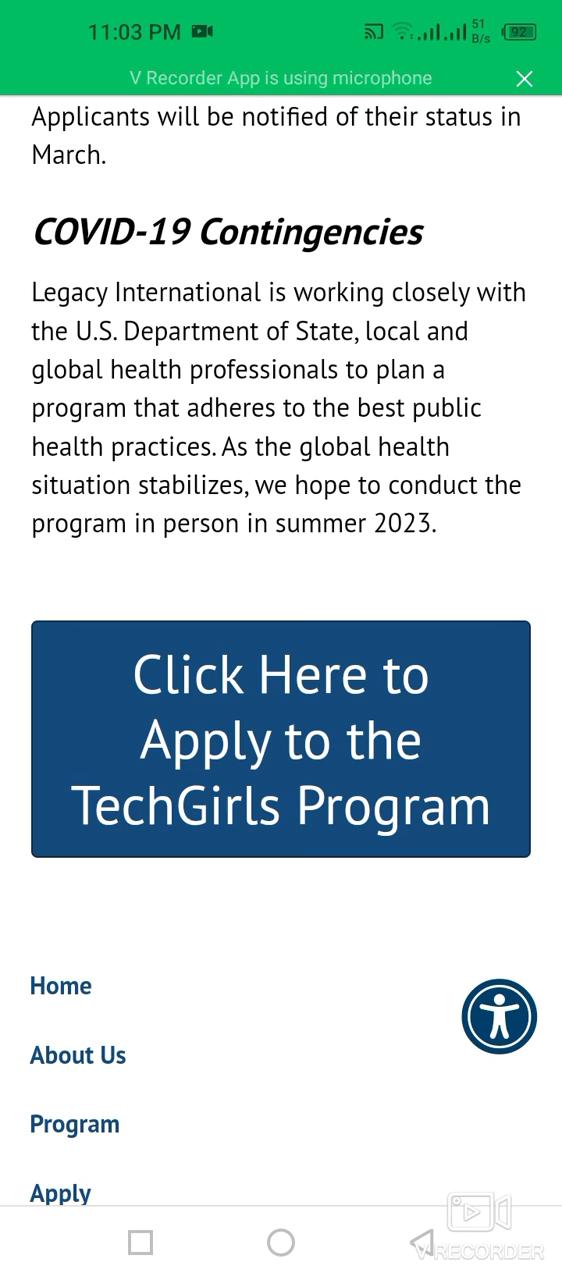 11:03 PM
51
B/s
92
V Recorder App is using microphone
Applicants will be notified of their status in
March.
COVID-19 Contingencies
Legacy International is working closely with
the U.S. Department of State, local and
global health professionals to plan a
program that adheres to the best public
health practices. As the global health
situation stabilizes, we hope to conduct the
program in person in summer 2023.
Click Here to
Apply to the
TechGirls Program
Home
About Us
Program
Apply
V RECORDER